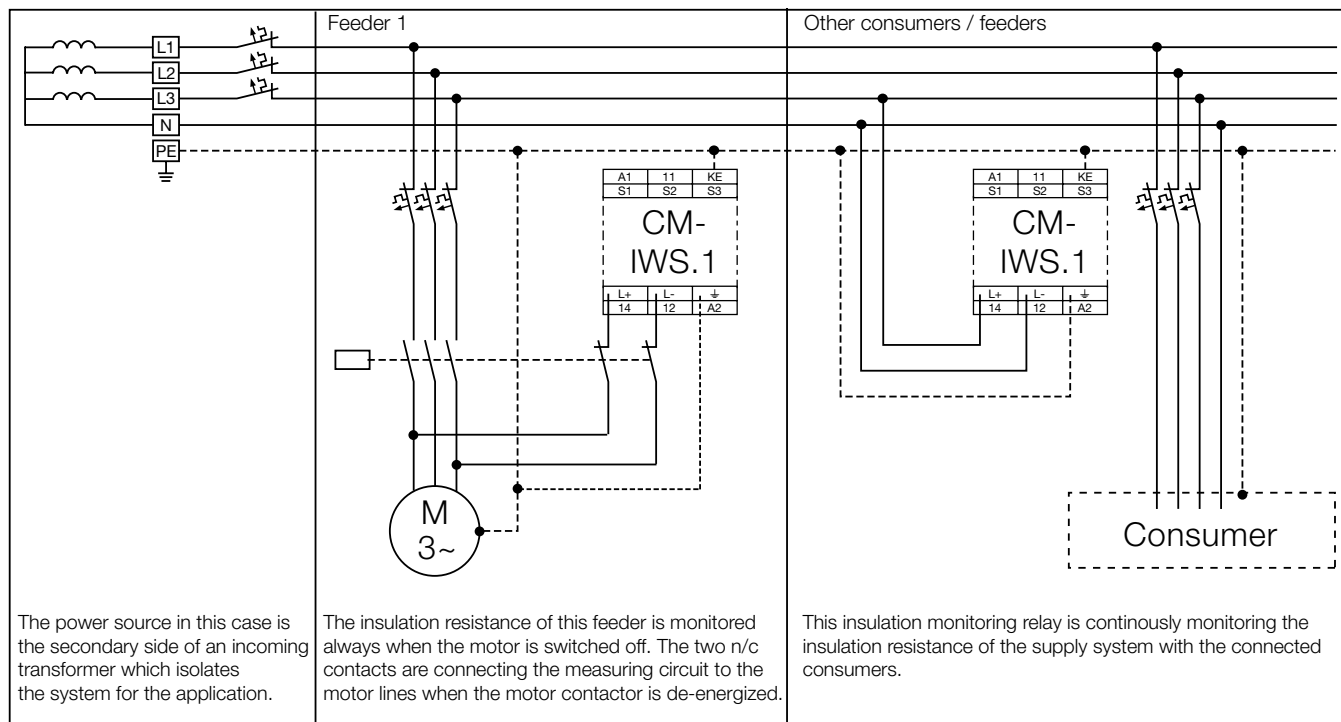 Feeder 1
Other consumers / feeders
L1
L2
L3
N
PE
A1 11 KE
S1 S2 S3
CM-
IWS.1
L+ L- ⏚
14 12 A2
A1 11 KE
S1 S2 S3
CM-
IWS.1
L+ L- ⏚
14 12 A2
M
3~
Consumer
The power source in this case is
the secondary side of an incoming
transformer which isolates
the system for the application.
The insulation resistance of this feeder is monitored
always when the motor is switched off. The two n/c
contacts are connecting the measuring circuit to the
motor lines when the motor contactor is de-energized.
This insulation monitoring relay is continously monitoring the
insulation resistance of the supply system with the connected
consumers.